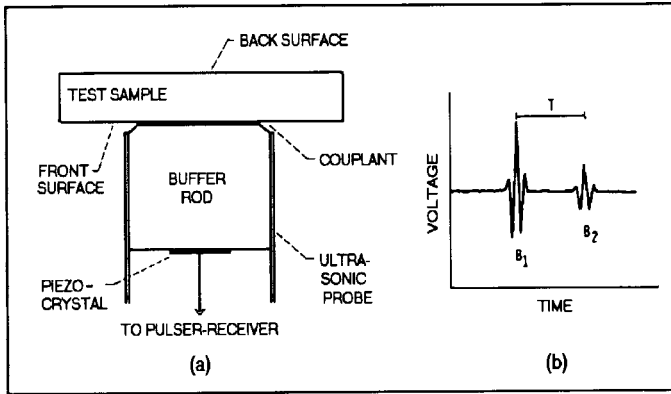 BACK SURFACE
TEST SAMPLE
FRONT
SURFACE
COUPLANT
BUFFER
ROD
PIEZO-
CRYSTAL
ULTRA-
SONIC
PROBE
TO PULSER-RECEIVER
(a)
T
VOLTAGE
B1
B2
TIME
(b)